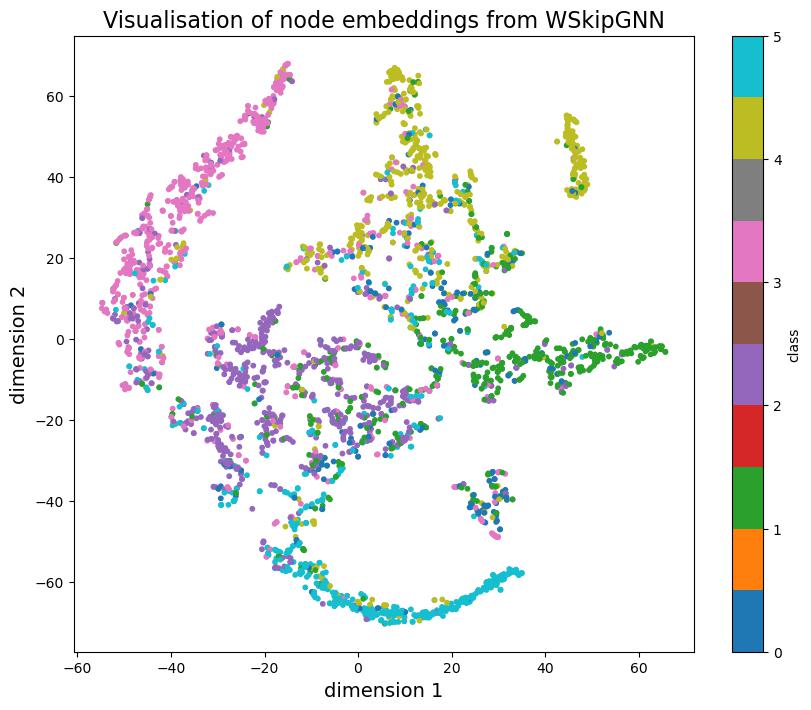 Visualisation of node embeddings from WSkipGNN
60
40
20
0
−20
−40
−60
dimension 2
−60 −40 −20 0 20 40 60
dimension 1
5
4
3
2
1
0
class